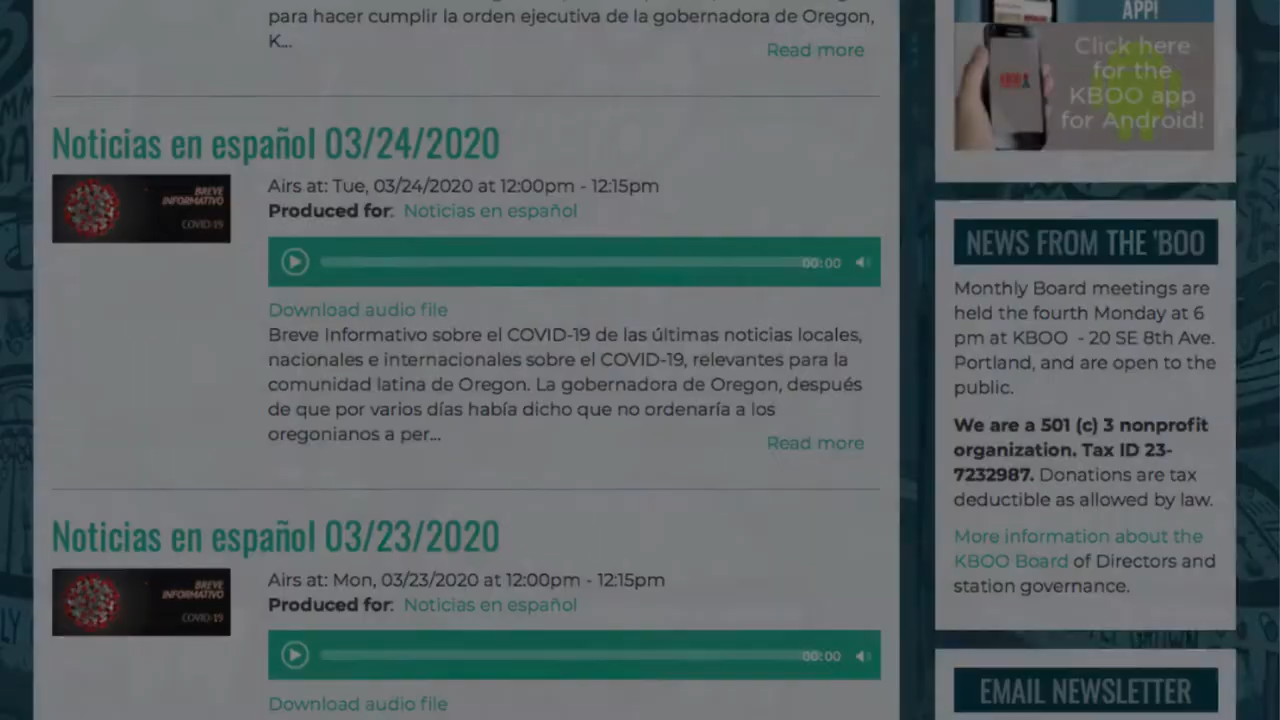 para hacer cumplir la orden ejecutiva de la gobernadora de Oregon,
K...
Read more
Noticias en español 03/24/2020
BREVE
INFORMATIVO
COVID-19
Airs at: Tue, 03/24/2020 at 12:00pm - 12:15pm
Produced for: Noticias en español
00:00
Download audio file
Breve Informativo sobre el COVID-19 de las últimas noticias locales,
nacionales e internacionales sobre el COVID-19, relevantes para la
comunidad latina de Oregon. La gobernadora de Oregon, después
de que por varios días había dicho que no ordenaría a los
oregonianos a per...
Read more
Noticias en español 03/23/2020
BREVE
INFORMATIVO
COVID-19
Airs at: Mon, 03/23/2020 at 12:00pm - 12:15pm
Produced for: Noticias en español
00:00
Download audio file
APP!
Click here
for the
KBOO app
for Android!
NEWS FROM THE 'BOO
Monthly Board meetings are
held the fourth Monday at 6
pm at KBOO - 20 SE 8th Ave.
Portland, and are open to the
public.
We are a 501 (c) 3 nonprofit
organization. Tax ID 23-
7232987. Donations are tax
deductible as allowed by law.
More information about the
KBOO Board of Directors and
station governance.
EMAIL NEWSLETTER